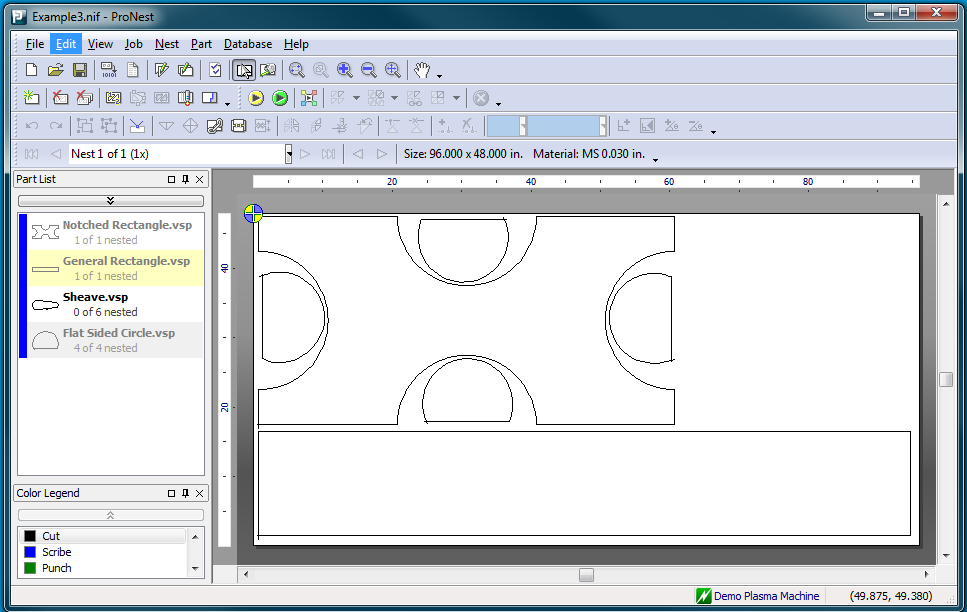 Example3.nif - ProNest
File Edit View Job Nest Part Database Help
Nest 1 of 1 (1x) Size: 96.000 x 48.000 in. Material: MS 0.030 in.
Part List
Notched Rectangle.vsp
1 of 1 nested
General Rectangle.vsp
1 of 1 nested
Sheave.vsp
0 of 6 nested
Flat Sided Circle.vsp
4 of 4 nested
Color Legend
Cut
Scribe
Punch
20 40 60 80
40
20
Demo Plasma Machine (49.875, 49.380)